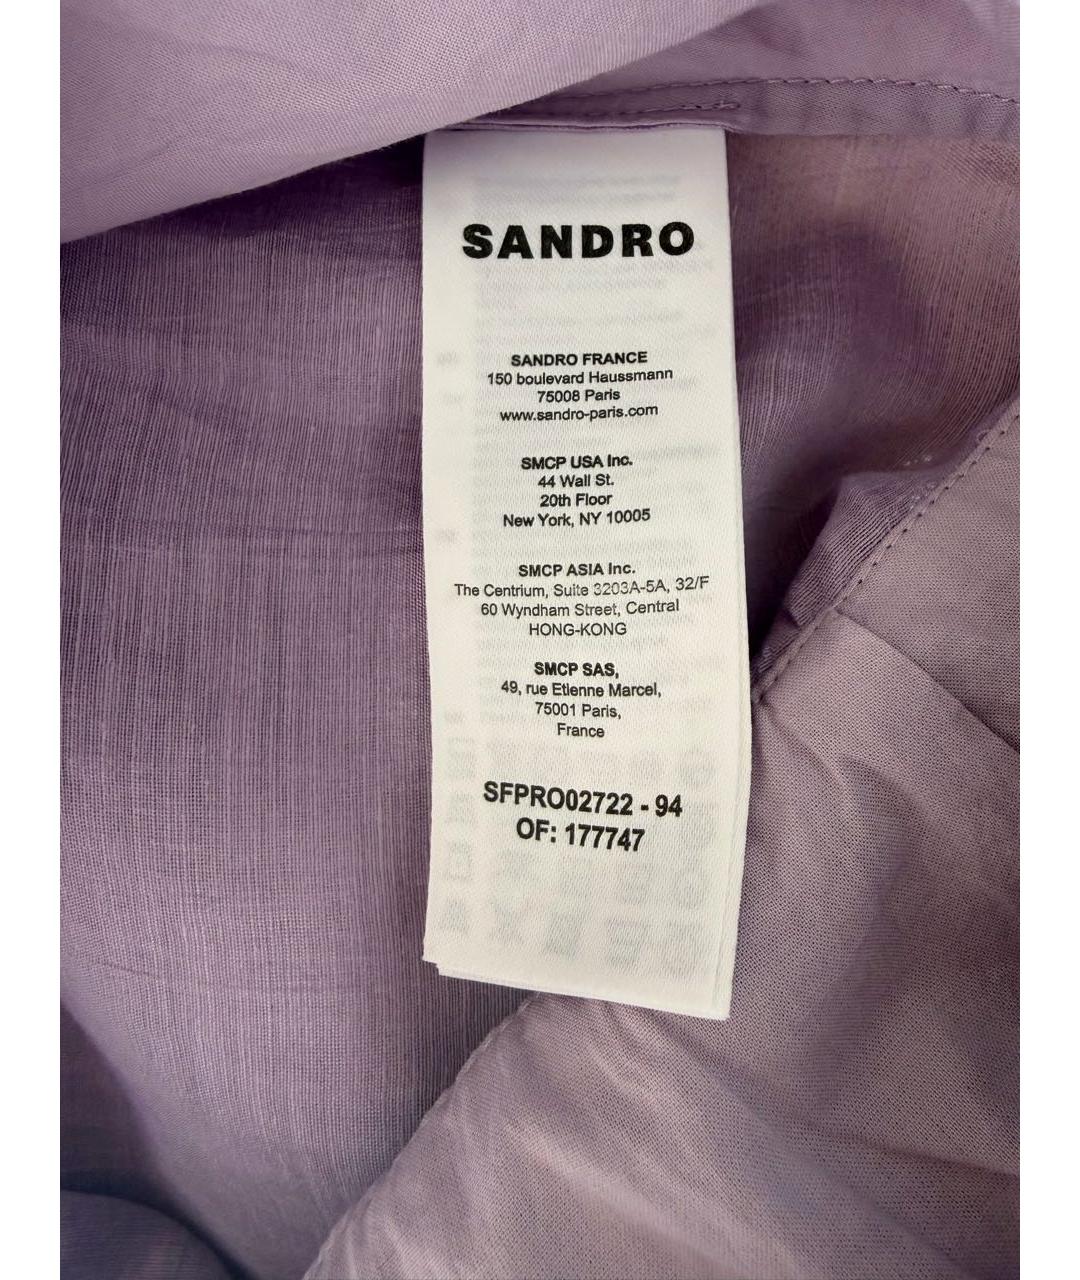 SANDRO
SANDRO FRANCE
150 boulevard Haussmann
75008 Paris
www.sandro-paris.com
SMCP USA Inc.
44 Wall St.
20th Floor
New York, NY 10005
SMCP ASIA Inc.
The Centrium, Suite 3203A-5A, 32/F
60 Wyndham Street, Central
HONG-KONG
SMCP SAS,
49, rue Etienne Marcel,
75001 Paris,
France
SFPRO02722 - 94
OF: 177747